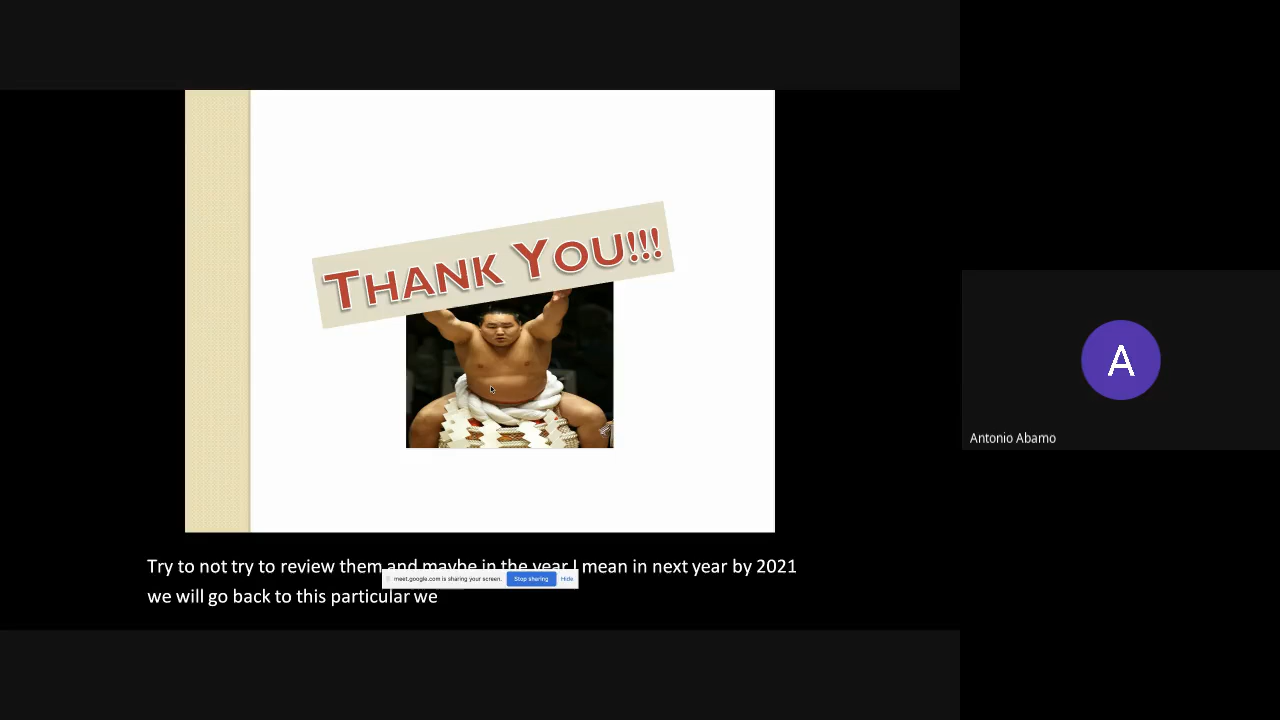 THANK YOU!!!
A
Antonio Abamo
Try to not try to review them and maybe in the year I mean in next year by 2021
meet.google.com is sharing your screen. Stop sharing Hide
we will go back to this particular we